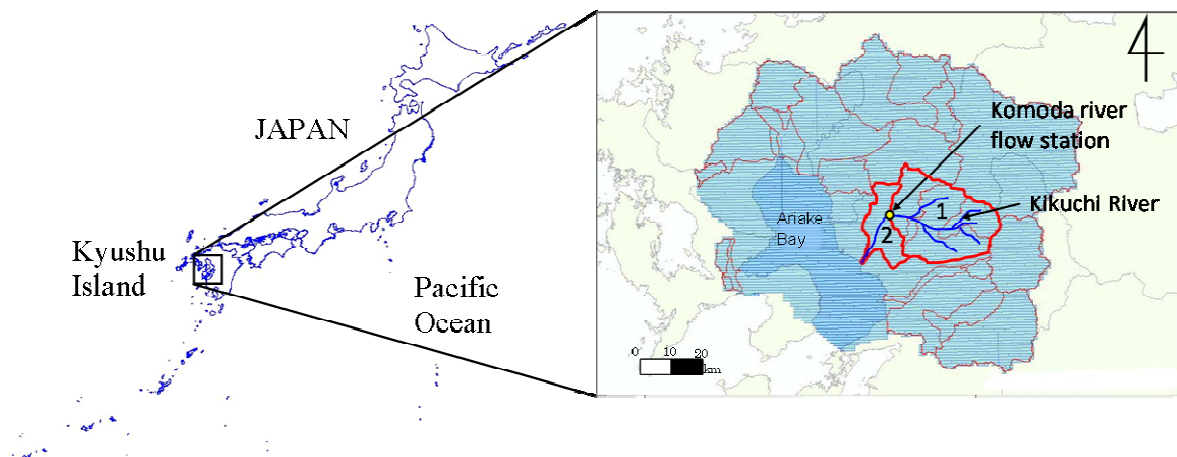 JAPAN
Kyushu
Island
Pacific
Ocean
Komoda river
flow station
Kikuchi River
1
2
Ariake
Bay
0 10 20
km
4